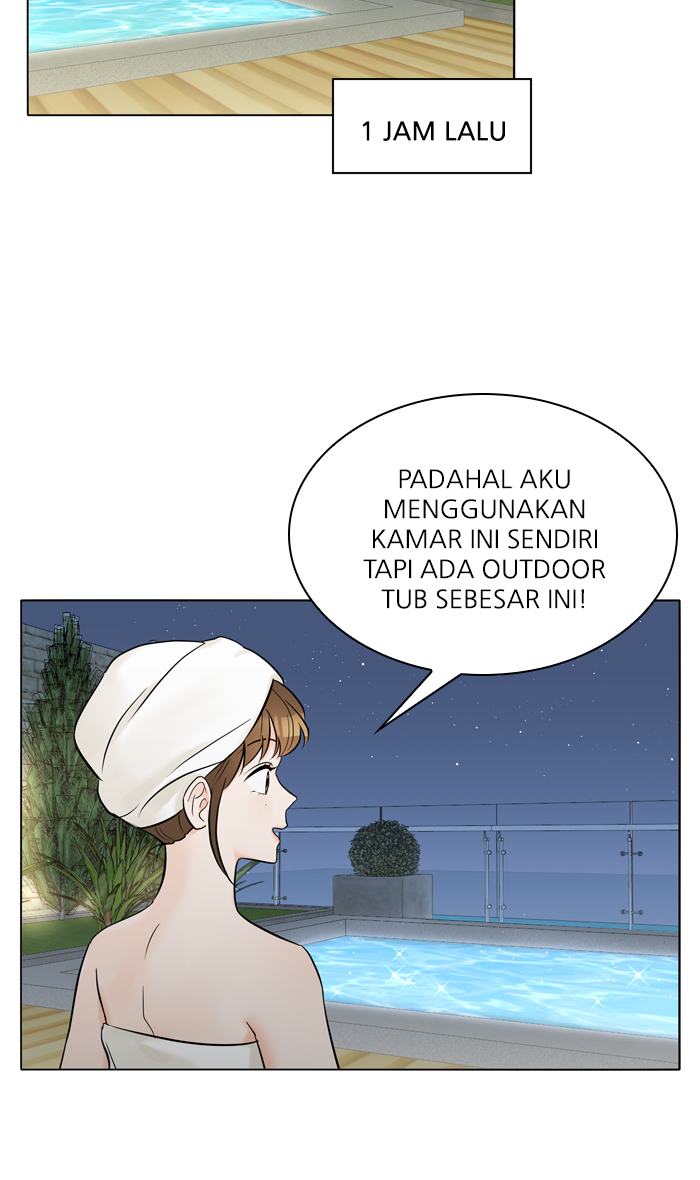 1 JAM LALU
PADAHAL AKU
MENGGUNAKAN
KAMAR INI SENDIRI
TAPI ADA OUTDOOR
TUB SEBESAR INI!